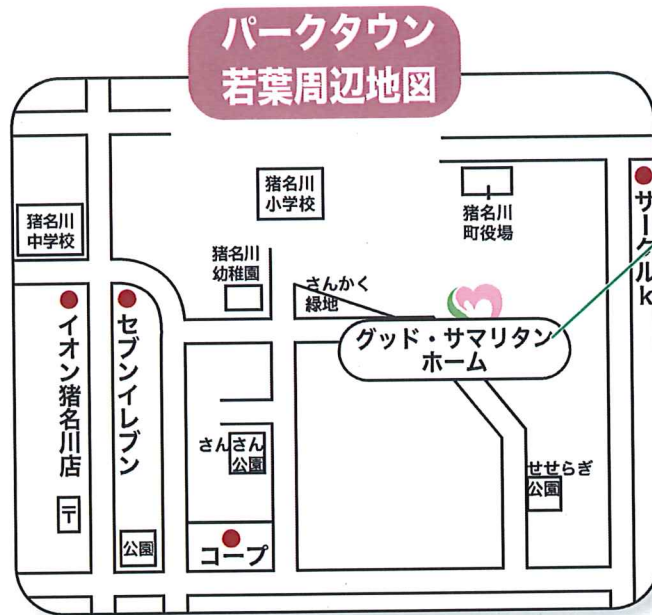 パークタウン
若葉周辺地図
猪名川
小学校
猪名川
町役場
猪名川
中学校
猪名川
幼稚園
さんかく
緑地
サークルk
イオン猪名川店
セブンイレブン
グッド・サマリタン
ホーム
さんさん
公園
せせらぎ
公園
〒
公園
コープ